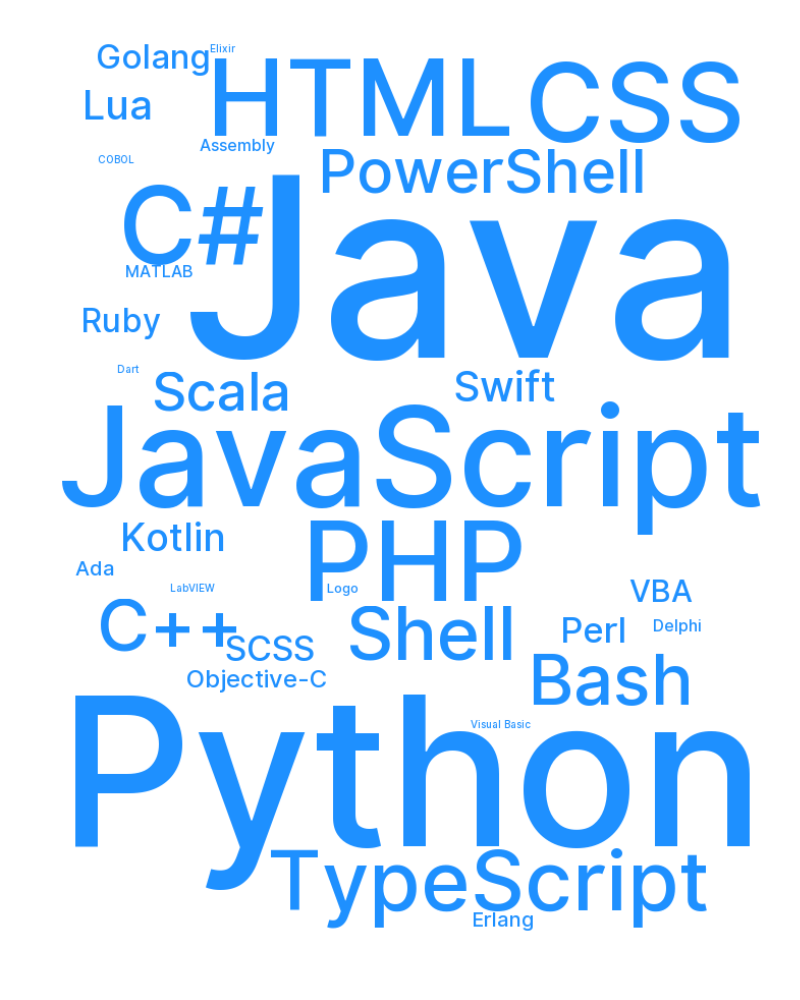 Elixir
Golang
HTML
CSS
Lua
Assembly
COBOL
PowerShell
C#
Java
MATLAB
Ruby
Dart
Scala
Swift
JavaScript
Kotlin
PHP
Ada
LabVIEW
Logo
VBA
C++
SCSS
Shell
Perl
Delphi
Objective-C
Bash
Python
Visual Basic
TypeScript
Erlang